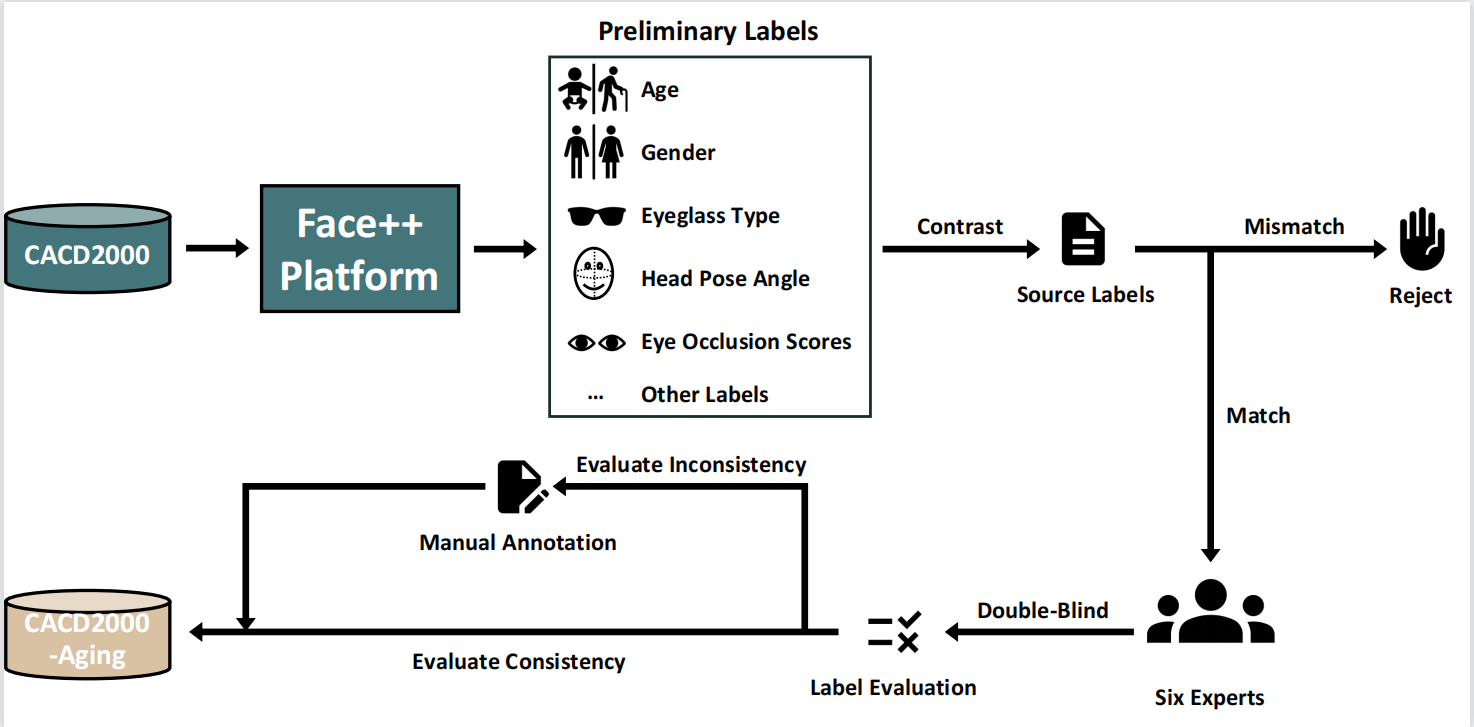 Preliminary Labels
Age
Gender
Eyeglass Type
Head Pose Angle
Eye Occlusion Scores
... Other Labels
CACD2000
Face++
Platform
Contrast
Source Labels
Mismatch
Reject
Match
Six Experts
Double-Blind
Label Evaluation
Evaluate Inconsistency
Manual Annotation
Evaluate Consistency
CACD2000
-Aging